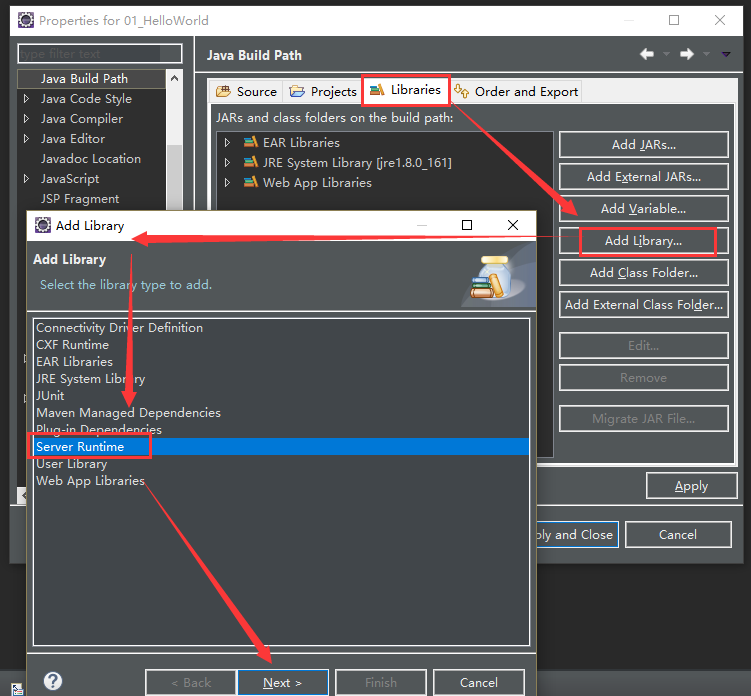 Properties for 01_HelloWorld
type filter text
Java Build Path
Java Code Style
Java Compiler
Java Editor
Javadoc Location
JavaScript
JSP Fragment
Java Build Path
Source
Projects
Libraries
Order and Export
JARs and class folders on the build path:
EAR Libraries
JRE System Library [jre1.8.0_161]
Web App Libraries
Add JARs...
Add External JARs...
Add Variable...
Add Library...
Add Class Folder...
Add External Class Folder...
Edit...
Remove
Migrate JAR File...
Apply
ply and Close
Cancel
Add Library
Add Library
Select the library type to add.
Connectivity Driver Definition
CXF Runtime
EAR Libraries
JRE System Library
JUnit
Maven Managed Dependencies
Plug-in Dependencies
Server Runtime
User Library
Web App Libraries
?
< Back
Next >
Finish
Cancel